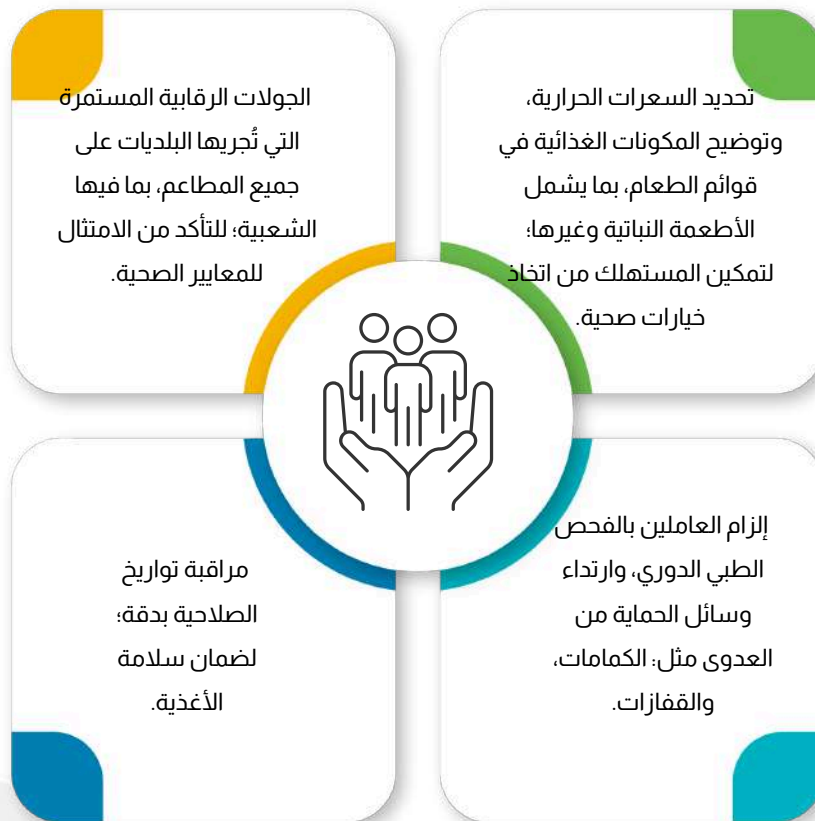 تحديد السعرات الحرارية،
وتوضيح المكونات الغذائية في
قوائم الطعام، بما يشمل
الأطعمة النباتية وغيرها؛
لتمكين المستهلك من اتخاذ
خيارات صحية.
الجولات الرقابية المستمرة
التي تُجريها البلديات على
جميع المطاعم، بما فيها
الشعبية؛ للتأكد من الامتثال
للمعايير الصحية.
إلزام العاملين بالفحص
الطبي الدوري، وارتداء
وسائل الحماية من
العدوى مثل: الكمامات،
والقفازات.
مراقبة تواريخ
الصلاحية بدقة؛
لضمان سلامة
الأغذية.